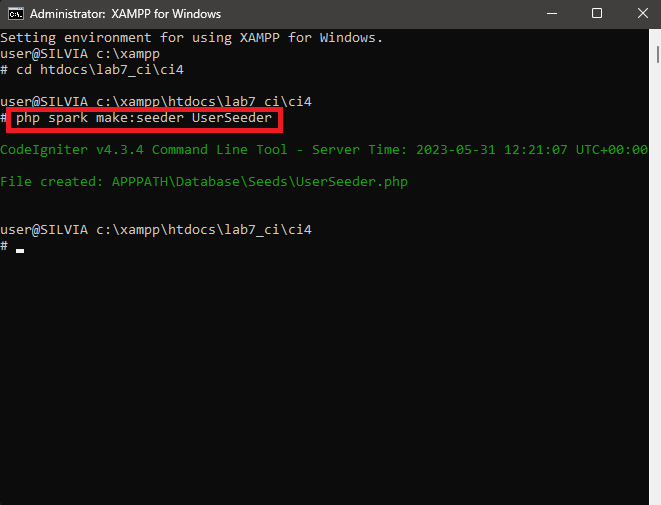 Administrator: XAMPP for Windows
Setting environment for using XAMPP for Windows.
user@SILVIA c:\xampp
# cd htdocs\lab7_ci\ci4
user@SILVIA c:\xampp\htdocs\lab7_ci\ci4
# php spark make:seeder UserSeeder
CodeIgniter v4.3.4 Command Line Tool - Server Time: 2023-05-31 12:21:07 UTC+00:00
File created: APPPATH\Database\Seeds\UserSeeder.php
user@SILVIA c:\xampp\htdocs\lab7_ci\ci4
#